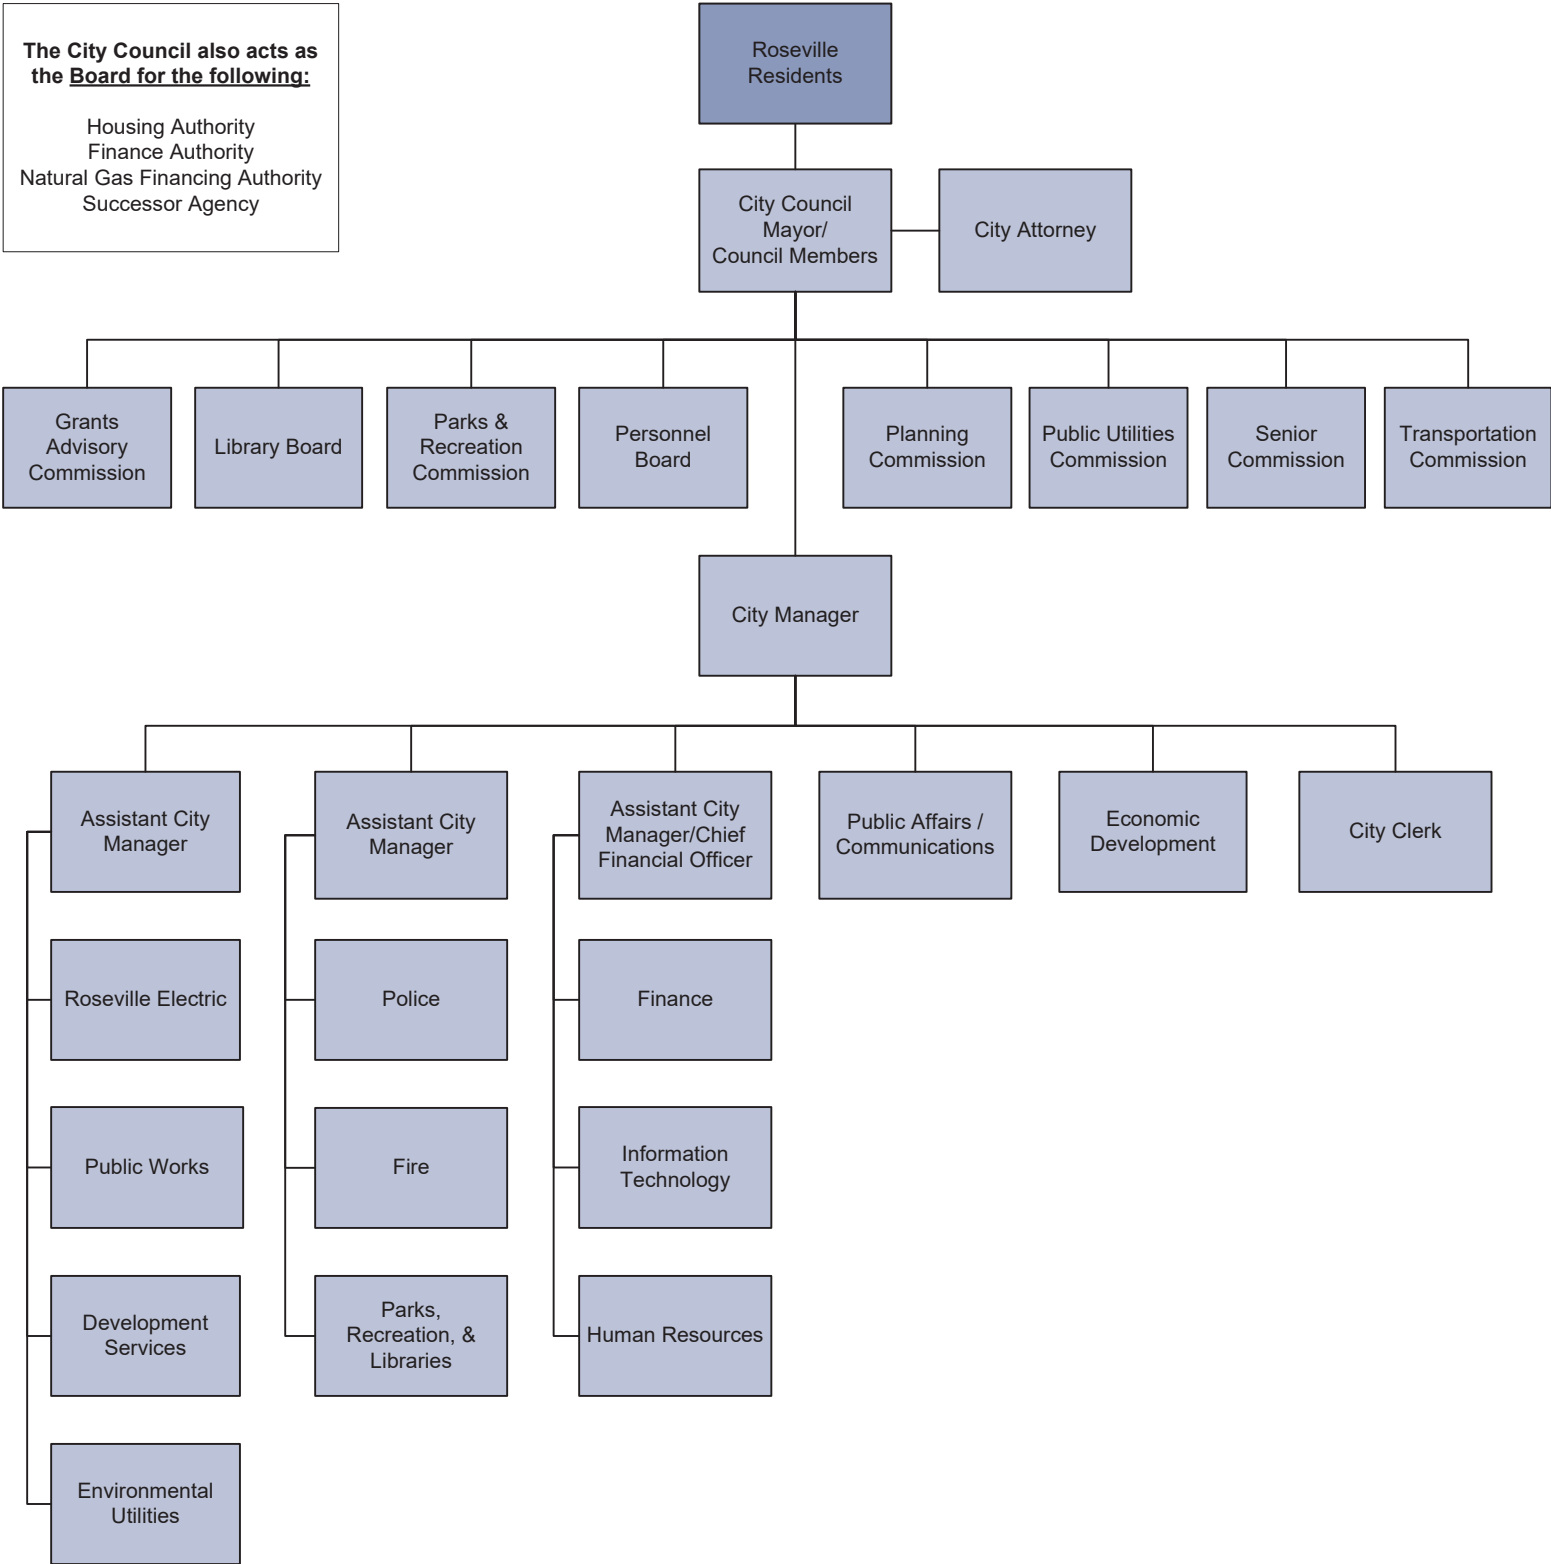 The City Council also acts as
the Board for the following:
Housing Authority
Finance Authority
Natural Gas Financing Authority
Successor Agency
Roseville
Residents
City Council
Mayor/
Council Members
City Attorney
Grants
Advisory
Commission
Library Board
Parks &
Recreation
Commission
Personnel
Board
Planning
Commission
Public Utilities
Commission
Senior
Commission
Transportation
Commission
City Manager
Assistant City
Manager
Assistant City
Manager
Assistant City
Manager/Chief
Financial Officer
Public Affairs /
Communications
Economic
Development
City Clerk
Roseville Electric
Police
Finance
Public Works
Fire
Information
Technology
Development
Services
Parks,
Recreation, &
Libraries
Human Resources
Environmental
Utilities